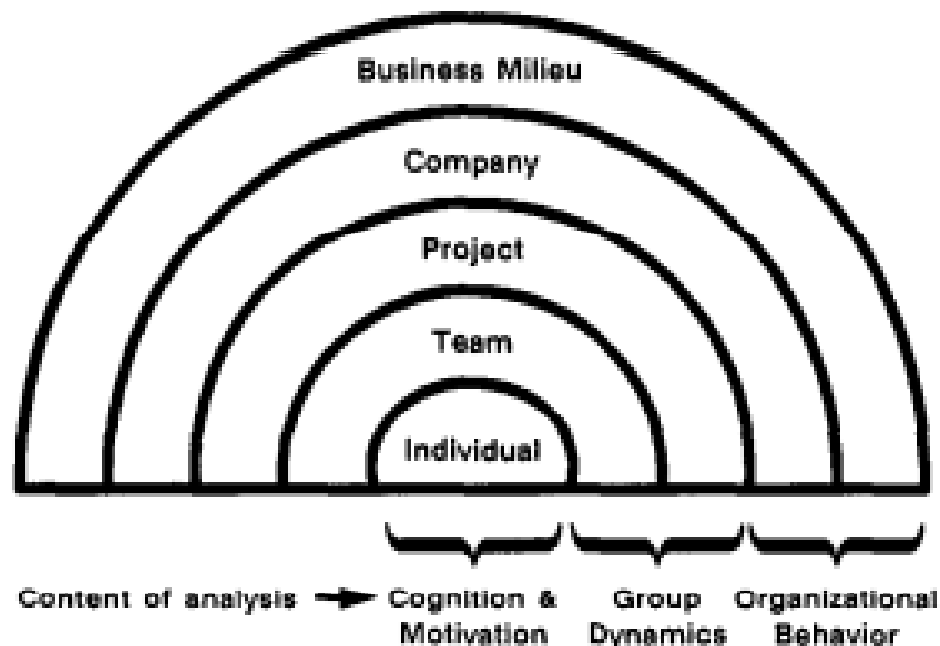 Business Milieu
Company
Project
Team
Individual
Content of analysis
Cognition &
Motivation
Group
Dynamics
Organizational
Behavior